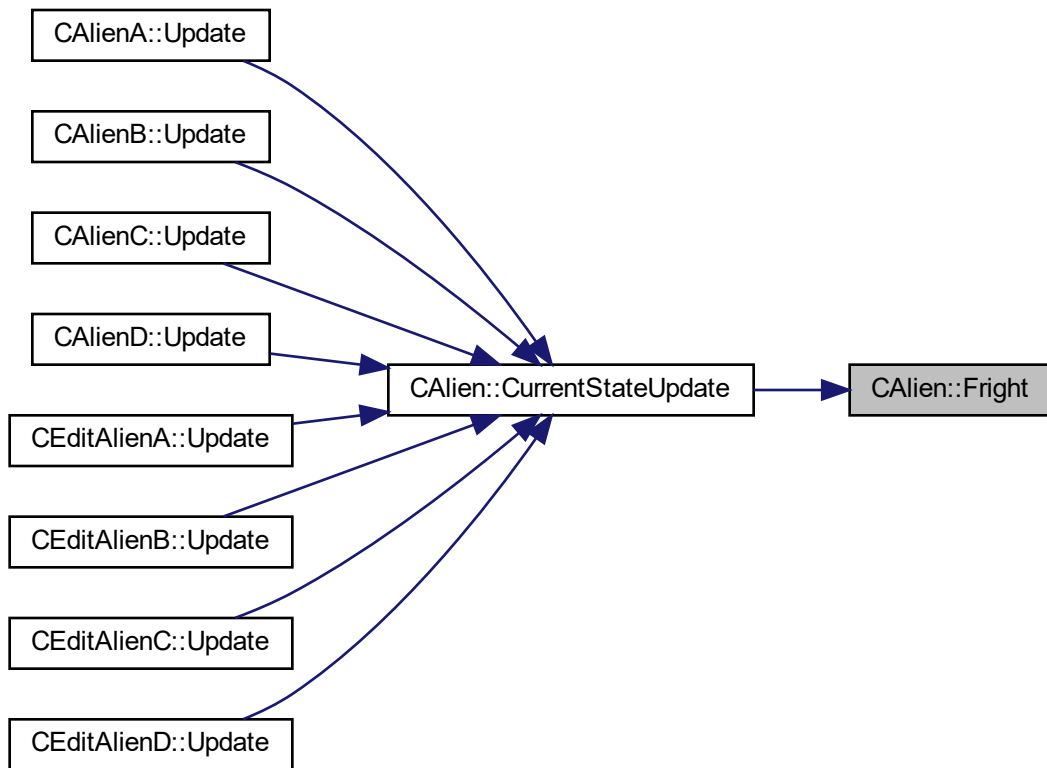 CAlienA::Update
CAlienB::Update
CAlienC::Update
CAlienD::Update
CAlien::CurrentStateUpdate
CAlien::Fright
CEditAlienA::Update
CEditAlienB::Update
CEditAlienC::Update
CEditAlienD::Update